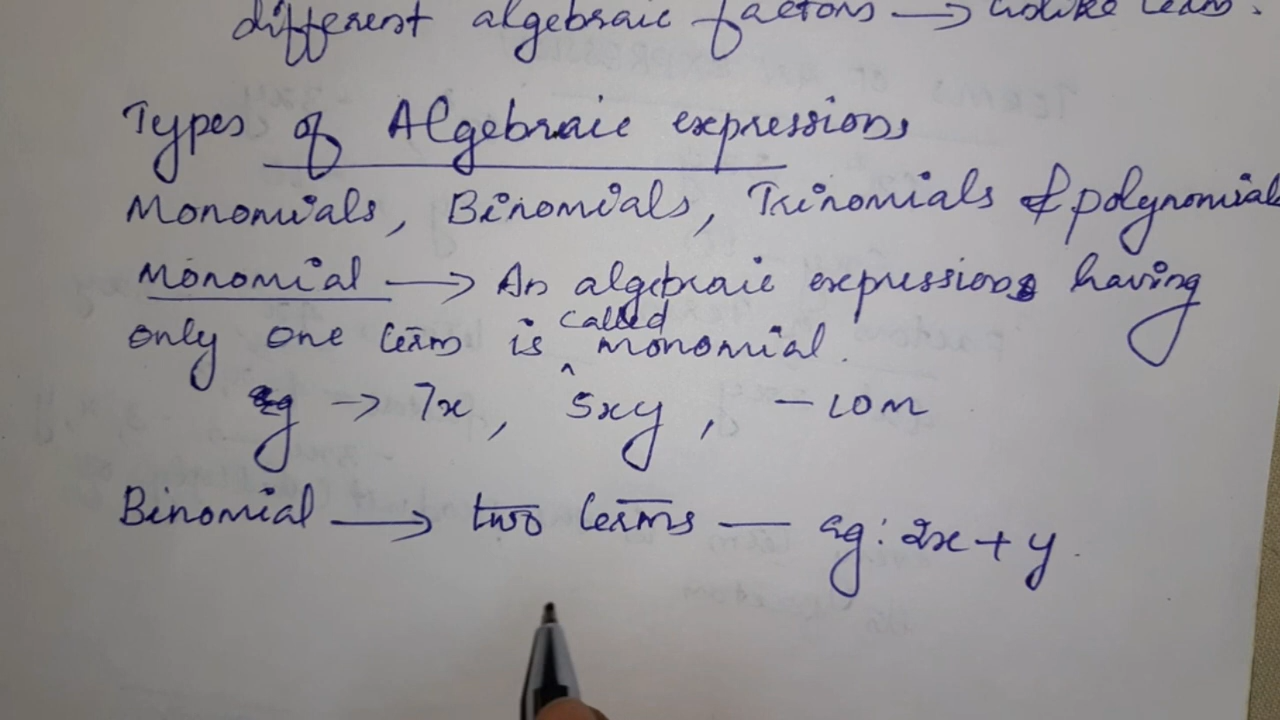 different algebraic factors → unlike terms.
Types of Algebraic expressions
Monomials, Binomials, Trinomials & polynomials
Monomial → An algebraic expressions having
only one term is called monomial.
eg → 7x, 5xy, -10m
Binomial → two terms — eg: 2x + y.